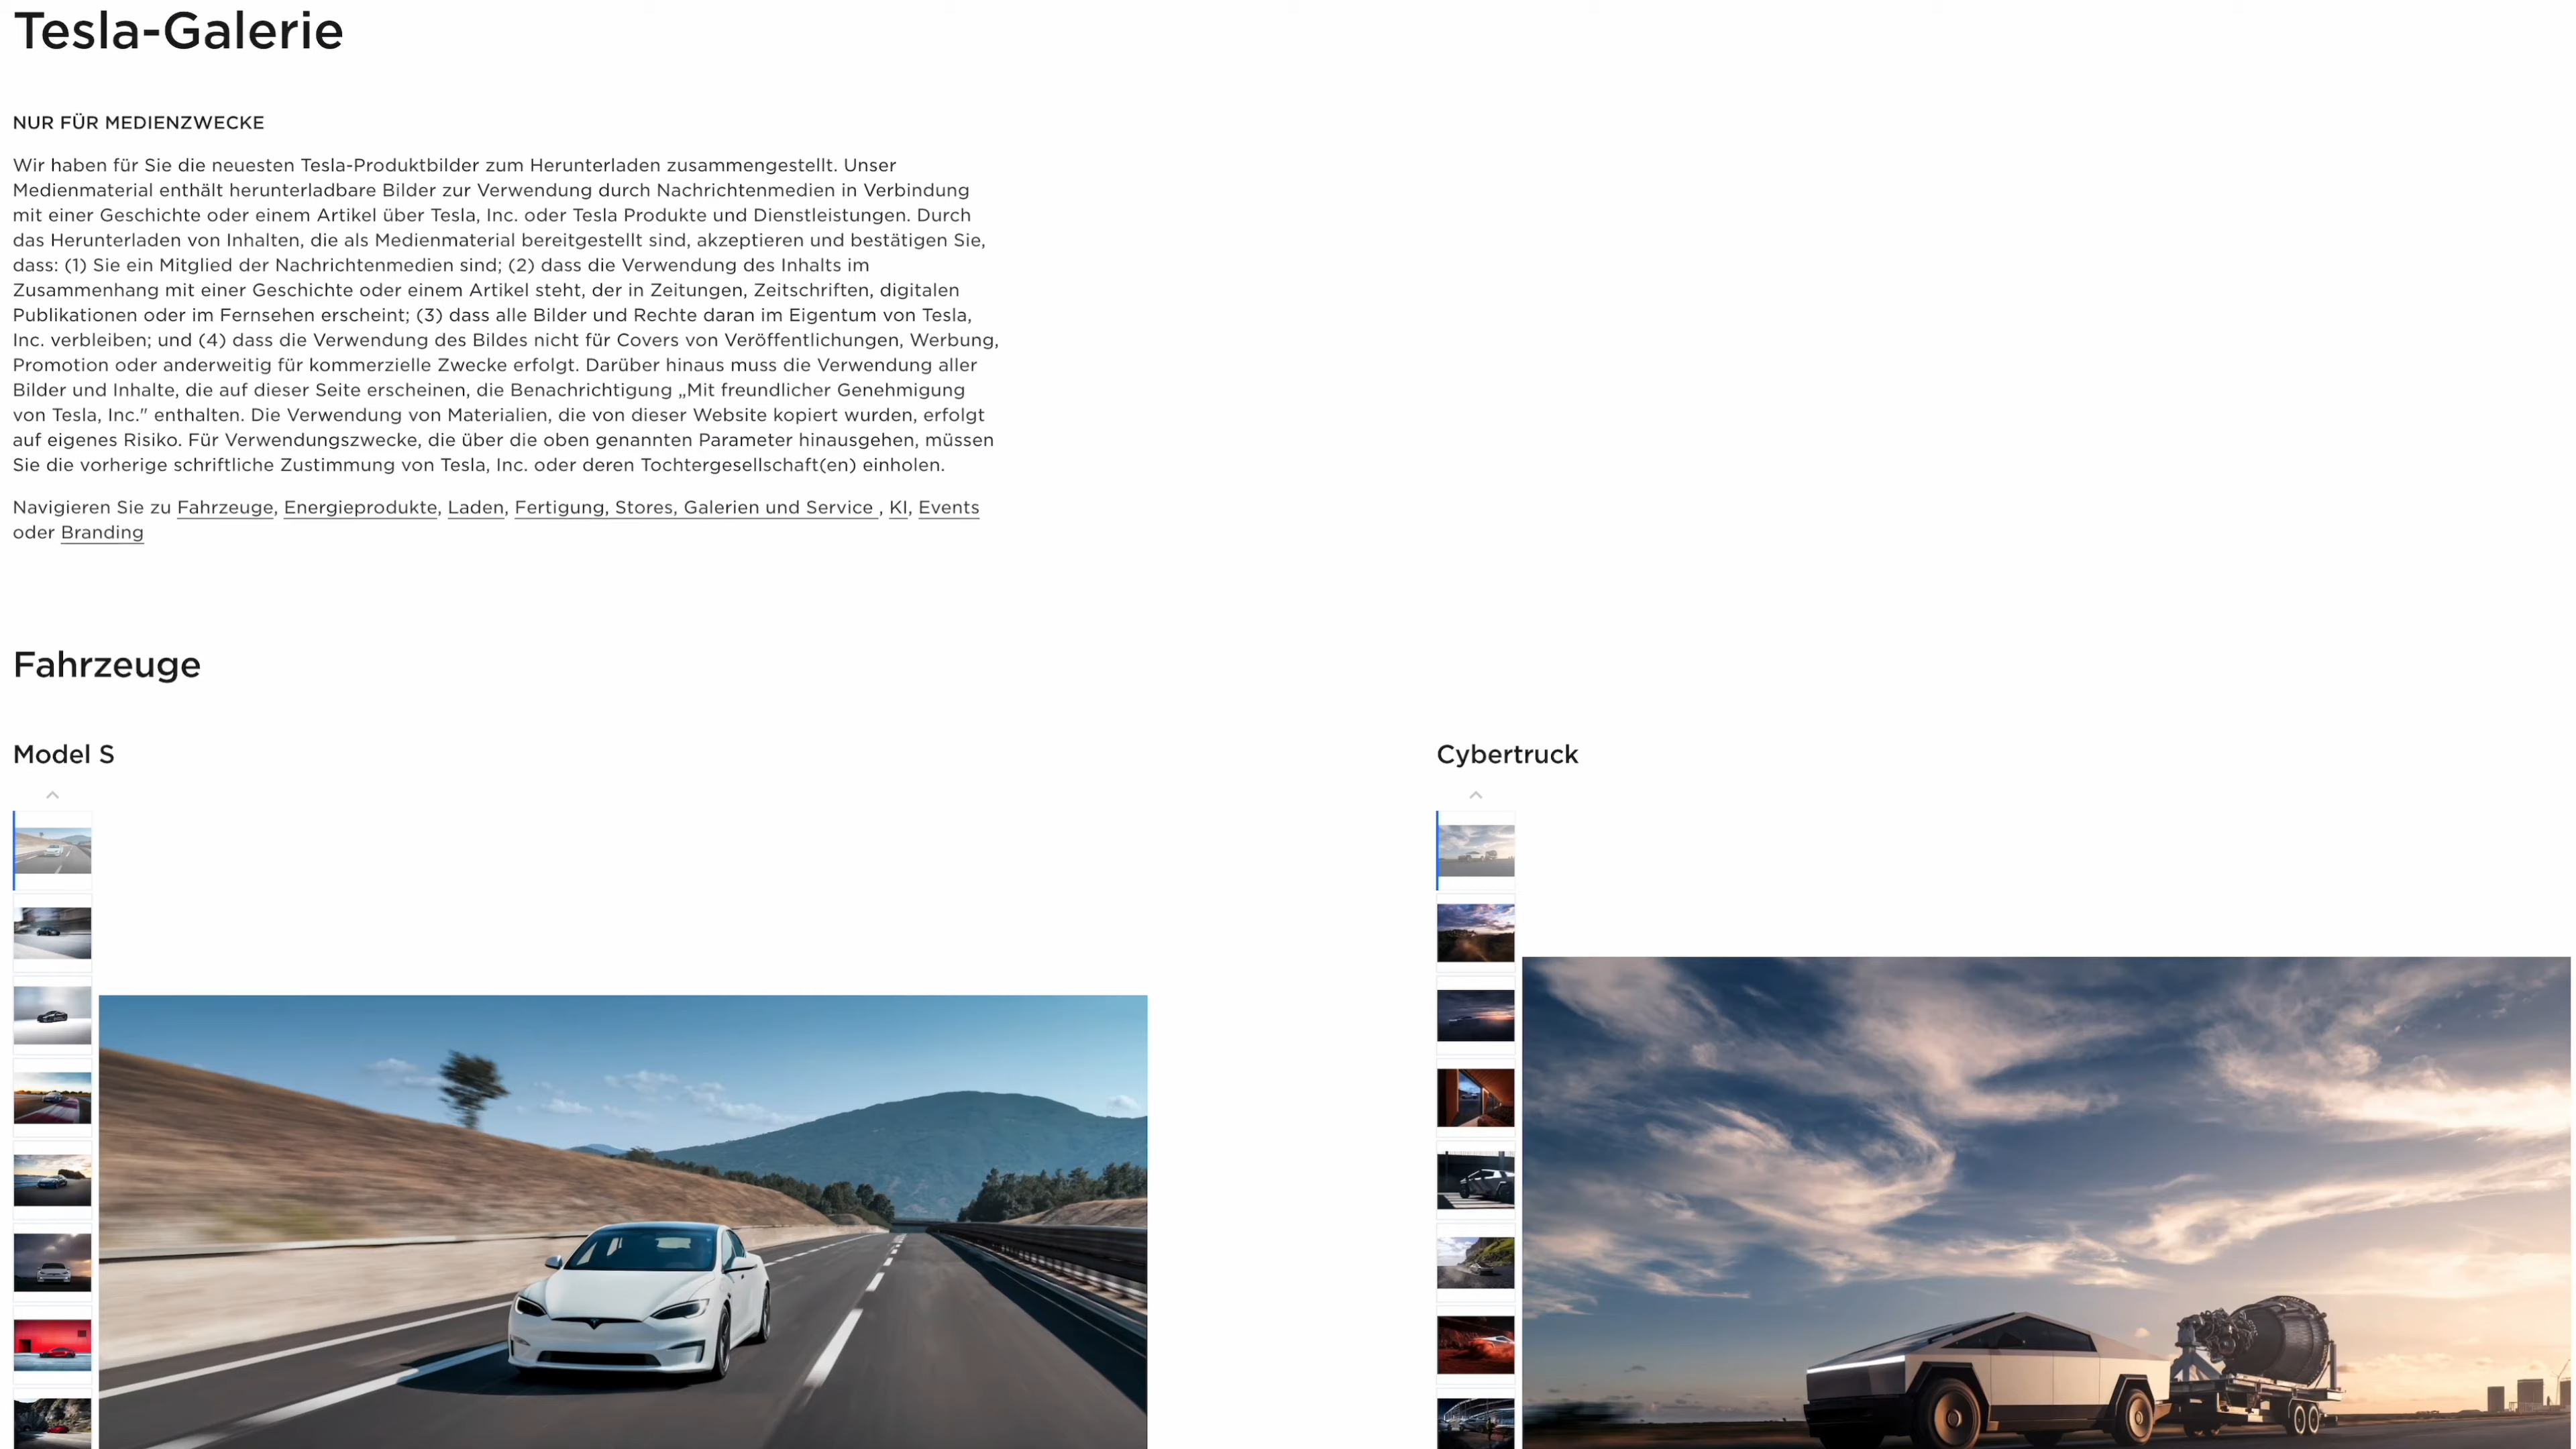 Tesla-Galerie
NUR FÜR MEDIENZWECKE
Wir haben für Sie die neuesten Tesla-Produktbilder zum Herunterladen zusammengestellt. Unser
Medienmaterial enthält herunterladbare Bilder zur Verwendung durch Nachrichtenmedien in Verbindung
mit einer Geschichte oder einem Artikel über Tesla, Inc. oder Tesla Produkte und Dienstleistungen. Durch
das Herunterladen von Inhalten, die als Medienmaterial bereitgestellt sind, akzeptieren und bestätigen Sie,
dass: (1) Sie ein Mitglied der Nachrichtenmedien sind; (2) dass die Verwendung des Inhalts im
Zusammenhang mit einer Geschichte oder einem Artikel steht, der in Zeitungen, Zeitschriften, digitalen
Publikationen oder im Fernsehen erscheint; (3) dass alle Bilder und Rechte daran im Eigentum von Tesla,
Inc. verbleiben; und (4) dass die Verwendung des Bildes nicht für Covers von Veröffentlichungen, Werbung,
Promotion oder anderweitig für kommerzielle Zwecke erfolgt. Darüber hinaus muss die Verwendung aller
Bilder und Inhalte, die auf dieser Seite erscheinen, die Benachrichtigung „Mit freundlicher Genehmigung
von Tesla, Inc." enthalten. Die Verwendung von Materialien, die von dieser Website kopiert wurden, erfolgt
auf eigenes Risiko. Für Verwendungszwecke, die über die oben genannten Parameter hinausgehen, müssen
Sie die vorherige schriftliche Zustimmung von Tesla, Inc. oder deren Tochtergesellschaft(en) einholen.
Navigieren Sie zu Fahrzeuge, Energieprodukte, Laden, Fertigung, Stores, Galerien und Service , KI, Events
oder Branding
Fahrzeuge
Model S
Cybertruck